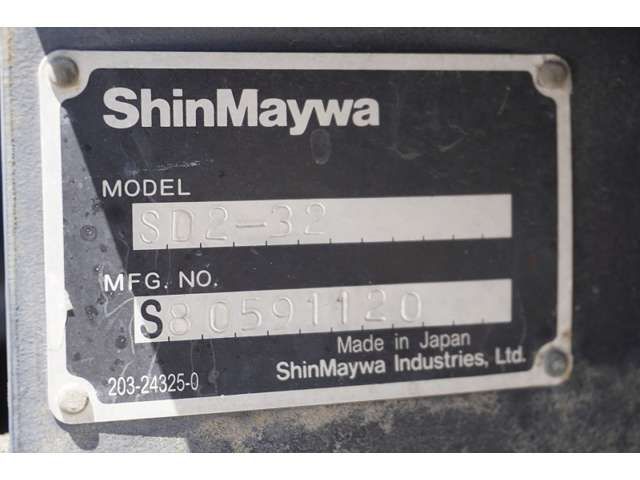 ShinMaywa
MODEL
SD2-32
MFG. NO.
S80591120
Made in Japan
ShinMaywa Industries, Ltd.
203-24325-0